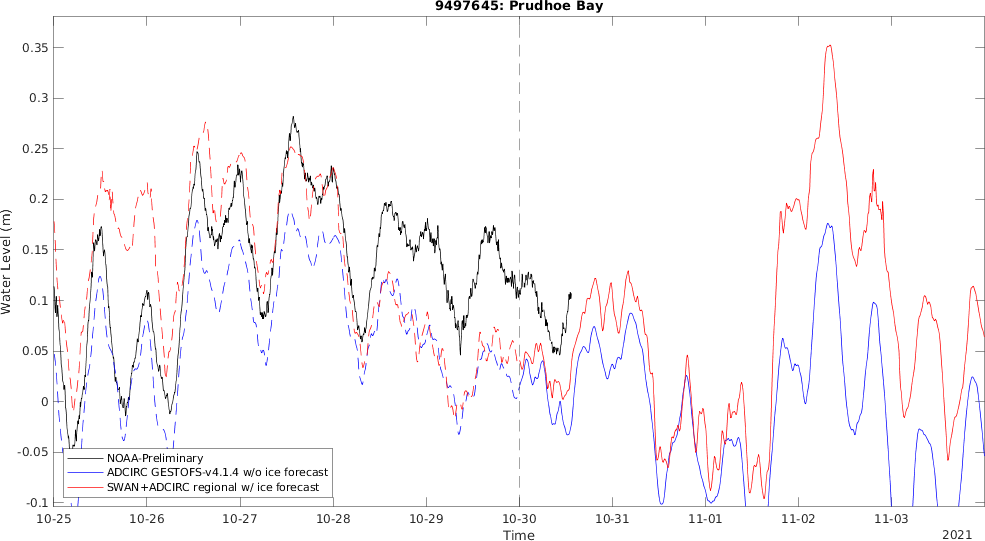 9497645: Prudhoe Bay
Water Level (m)
0.35
0.3
0.25
0.2
0.15
0.1
0.05
0
-0.05
-0.1
NOAA-Preliminary
ADCIRC GESTOFS-v4.1.4 w/o ice forecast
SWAN+ADCIRC regional w/ ice forecast
10-25 10-26 10-27 10-28 10-29 10-30 10-31 11-01 11-02 11-03
Time
2021